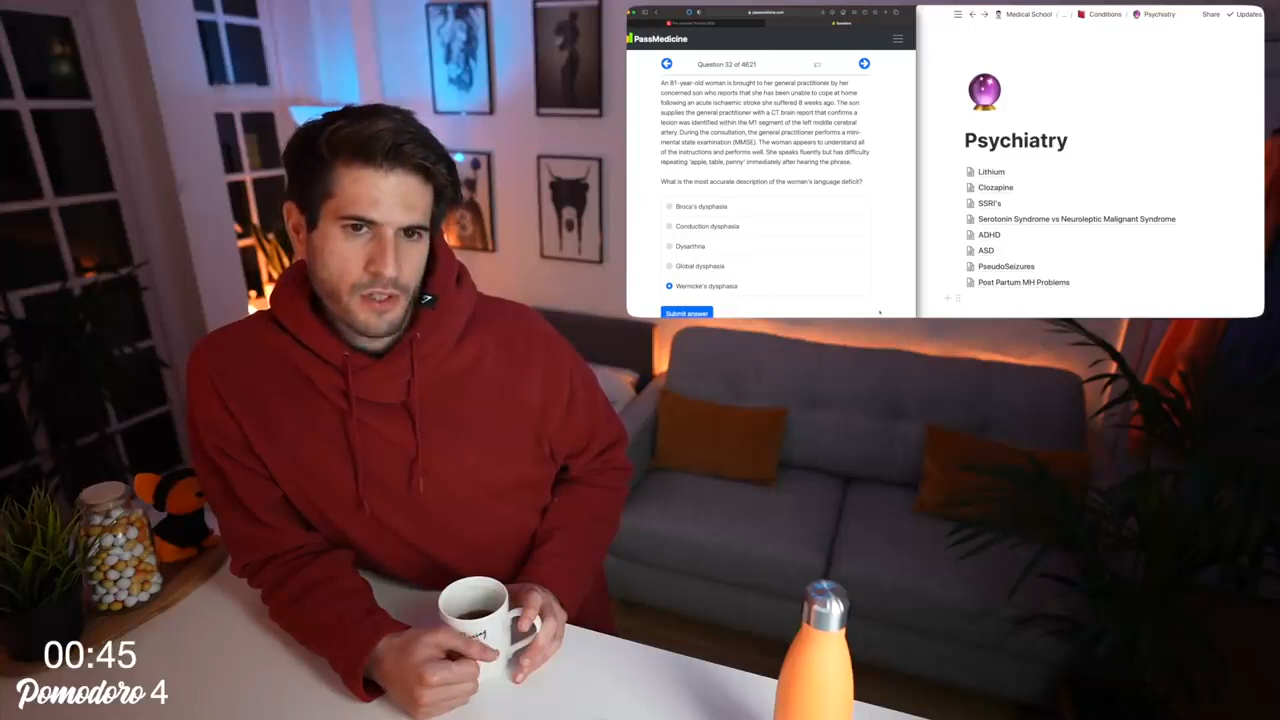 passmedicine.com
PassMedicine
Question 32 of 4621
An 81-year-old woman is brought to her general practitioner by her
concerned son who reports that she has been unable to cope at home
following an acute ischaemic stroke she suffered 8 weeks ago. The son
supplies the general practitioner with a CT brain report that confirms a
lesion was identified within the M1 segment of the left middle cerebral
artery. During the consultation, the general practitioner performs a mini-
mental state examination (MMSE). The woman appears to understand all
of the instructions and performs well. She speaks fluently but has difficulty
repeating 'apple, table, penny' immediately after hearing the phrase.
What is the most accurate description of the woman's language deficit?
Broca's dysphasia
Conduction dysphasia
Dysarthria
Global dysphasia
Wernicke's dysphasia
Submit answer
Medical School / ... / Conditions / Psychiatry
Share Updates
Psychiatry
Lithium
Clozapine
SSRI's
Serotonin Syndrome vs Neuroleptic Malignant Syndrome
ADHD
ASD
PseudoSeizures
Post Partum MH Problems
00:45
Pomodoro 4